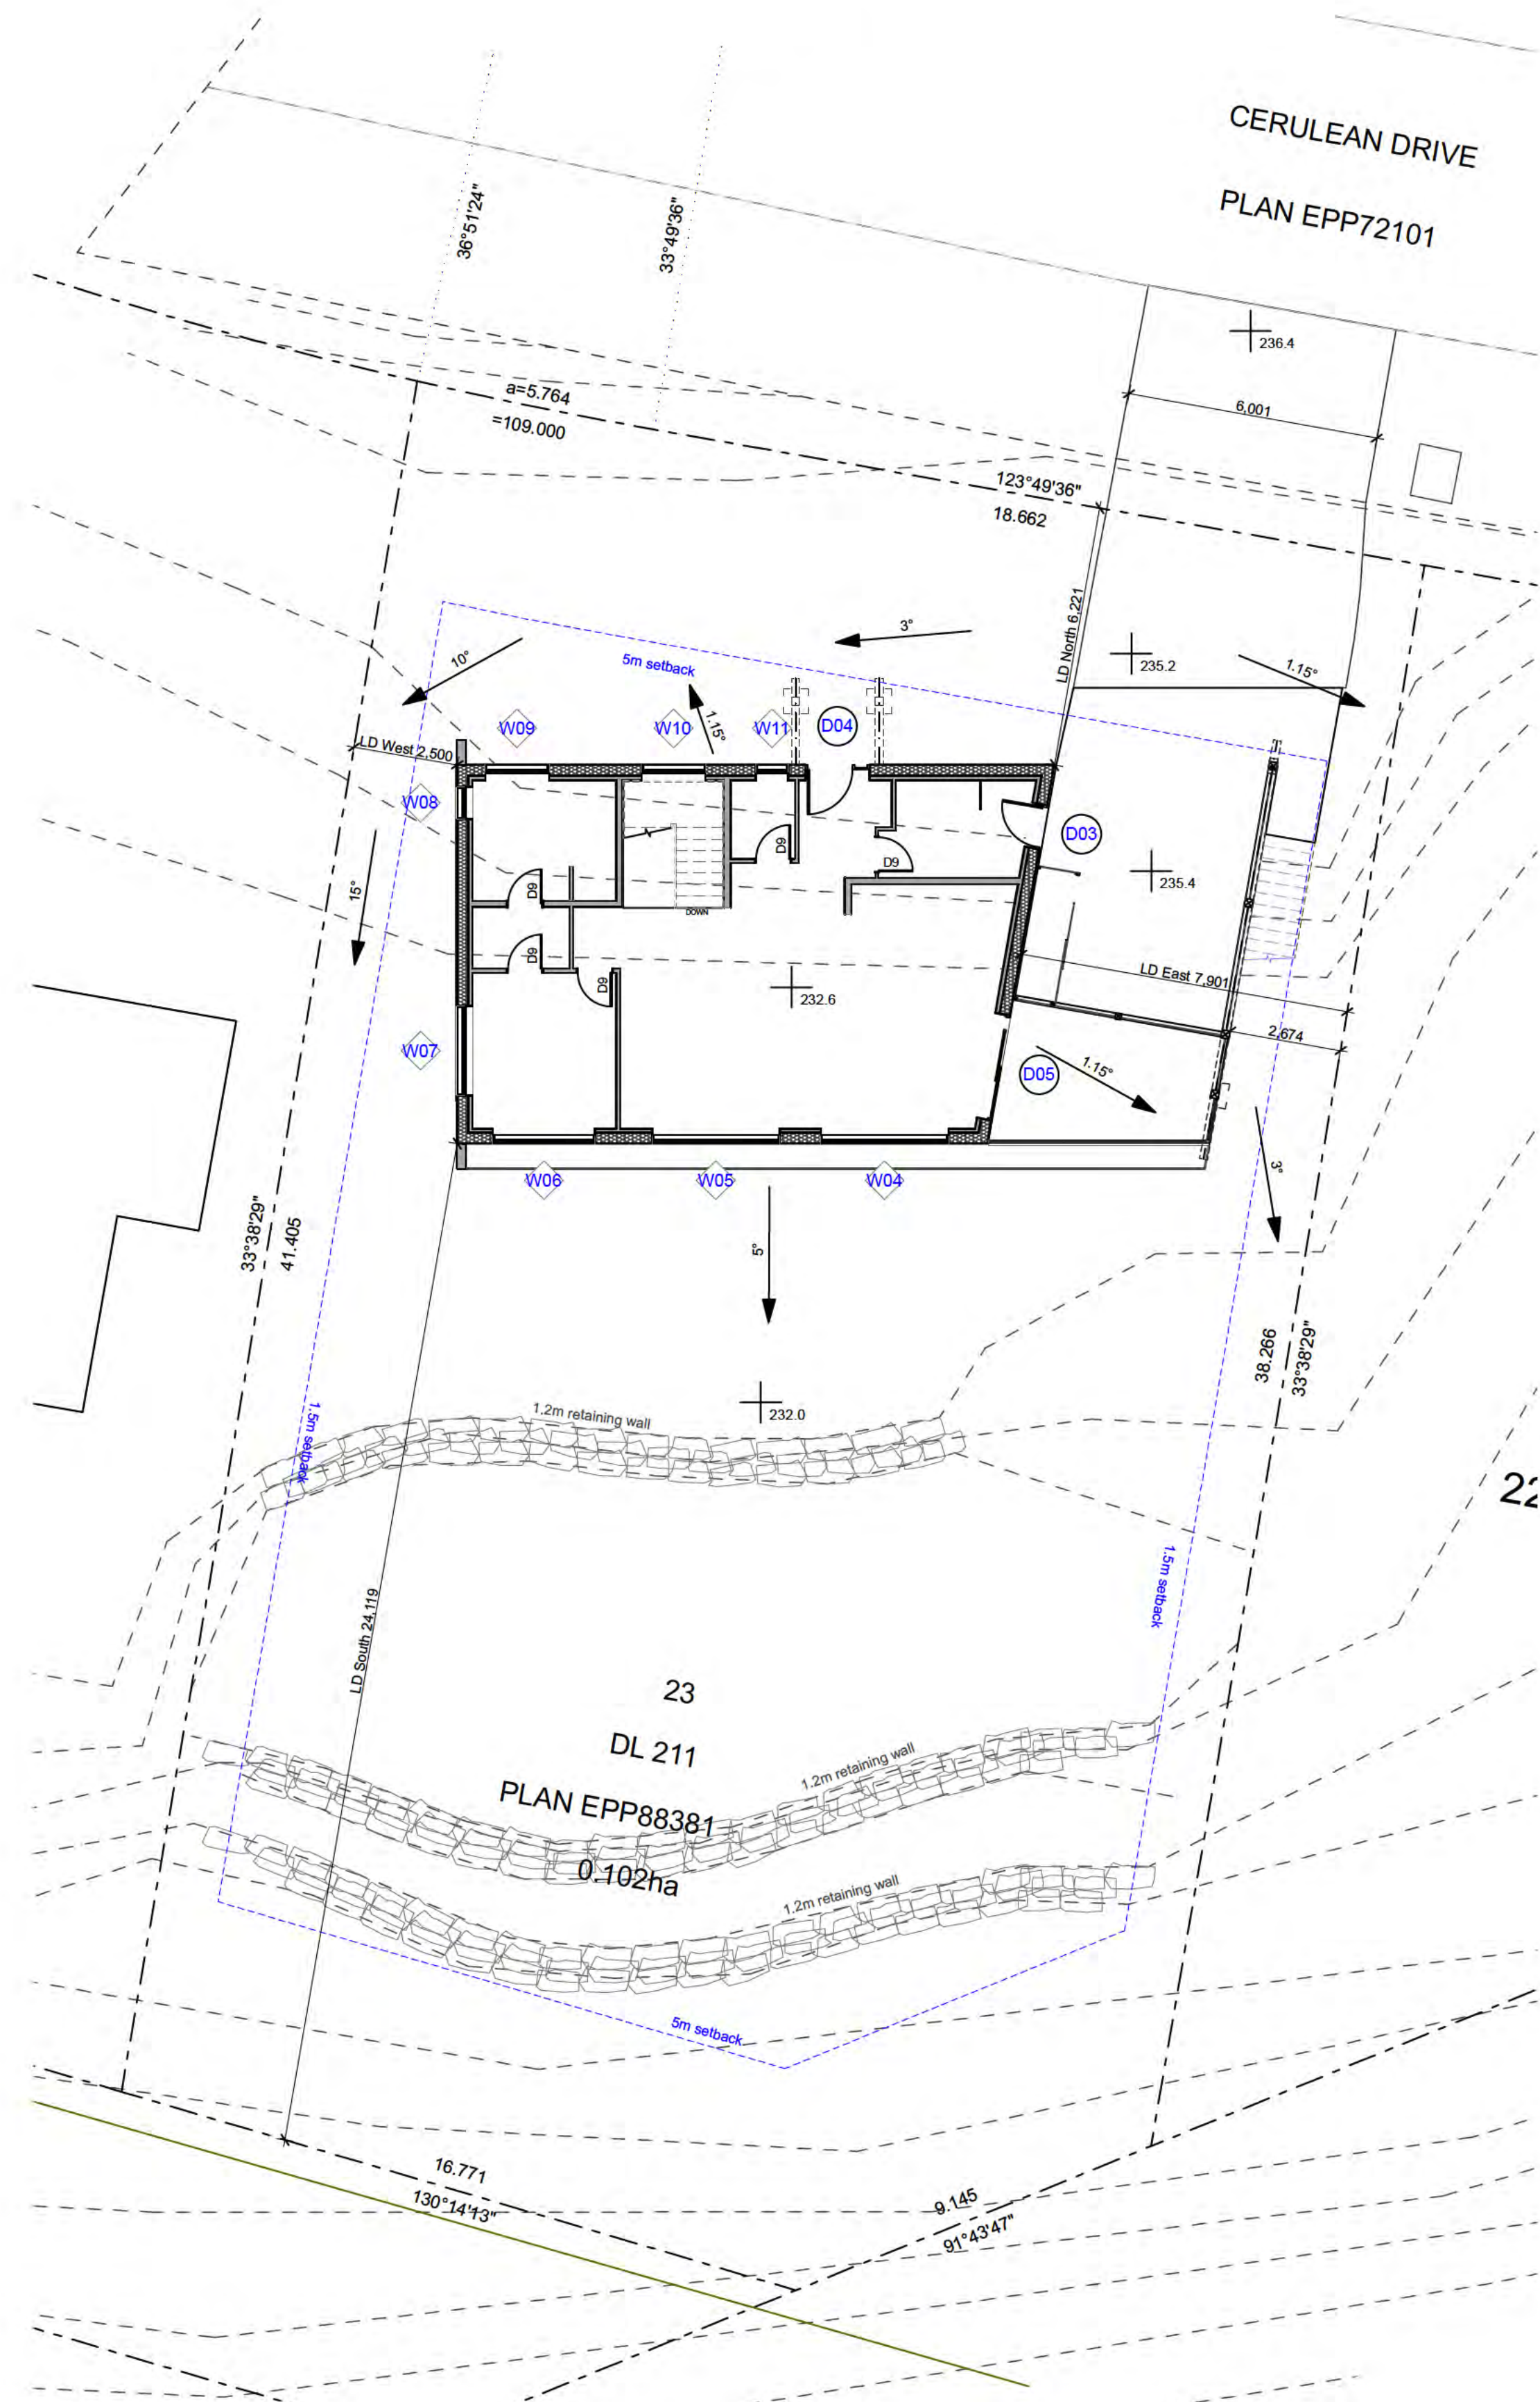 CERULEAN DRIVE
PLAN EPP72101
36°51'24"
33°49'36"
236.4
a=5.764
=109.000
6,001
123°49'36"
18.662
LD North 6,221
3°
10°
5m setback
235.2
1.15°
W09
W10
1.15°
W11
D04
LD West 2,500
W08
D03
D9
D9
15°
D9
235.4
DOWN
D9
D9
LD East 7,901
232.6
2,674
W07
D05
1.15°
W06
W05
W04
3°
33°38'29"
41.405
5°
38.266
33°38'29"
1.2m retaining wall
232.0
1.5m setback
22
1.5m setback
LD South 24,119
23
DL 211
1.2m retaining wall
PLAN EPP88381
0.102ha
1.2m retaining wall
5m setback
16.771
130°14'13"
9.145
91°43'47"